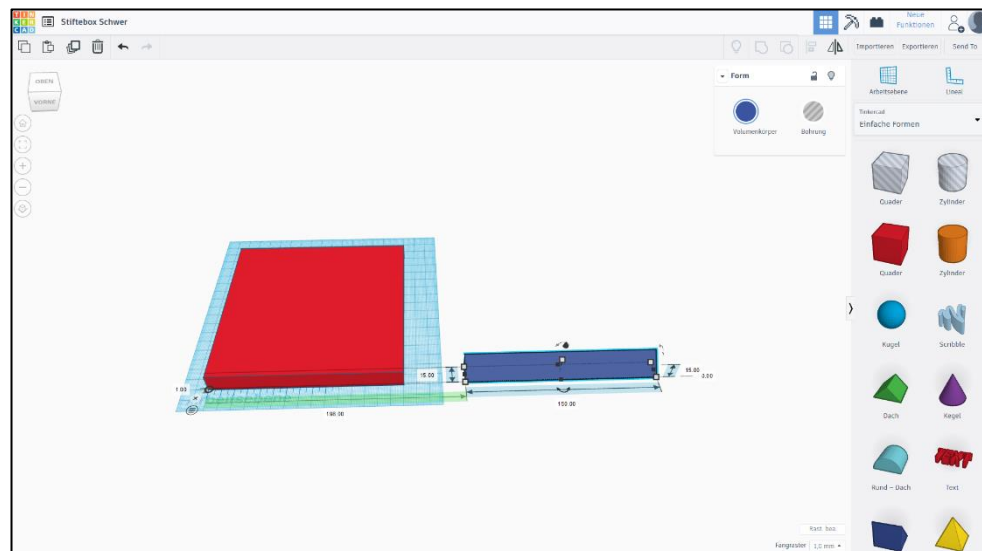 TIN
KER
CAD
Stiftebox Schwer
Neue
Funktionen
Importieren Exportieren Send To
OBEN
VORNE
Form
Volumenkörper Bohrung
Arbeitsebene Lineal
Tinkercad
Einfache Formen
Quader Zylinder
Quader Zylinder
Kugel Scribble
Dach Kegel
Rund - Dach Text
15.00
1.00
198.00
150.00
3.00
Fangraster 1,0 mm